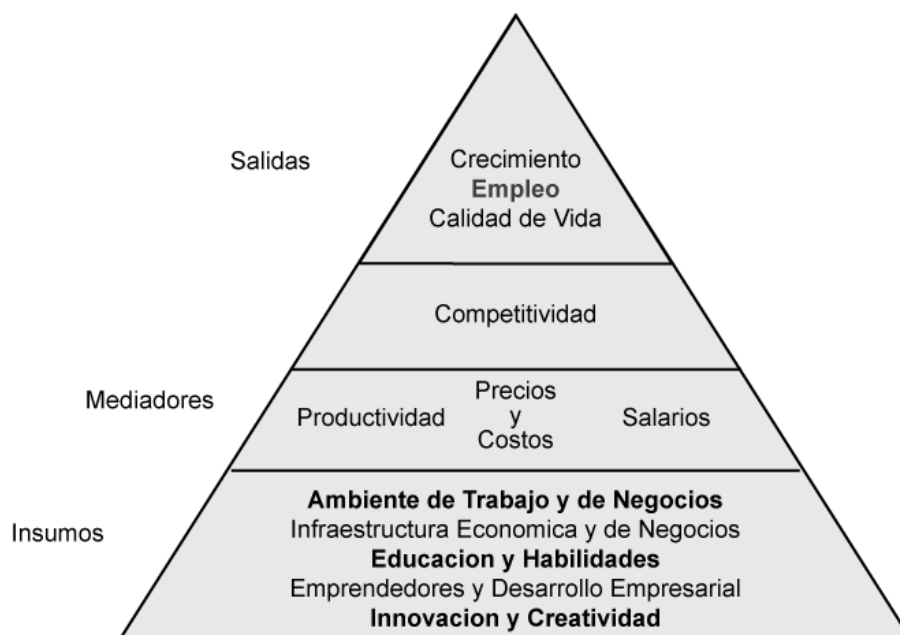 Salidas
Crecimiento
Empleo
Calidad de Vida
Competitividad
Mediadores
Productividad
Precios
y
Costos
Salarios
Insumos
Ambiente de Trabajo y de Negocios
Infraestructura Economica y de Negocios
Educacion y Habilidades
Emprendedores y Desarrollo Empresarial
Innovacion y Creatividad